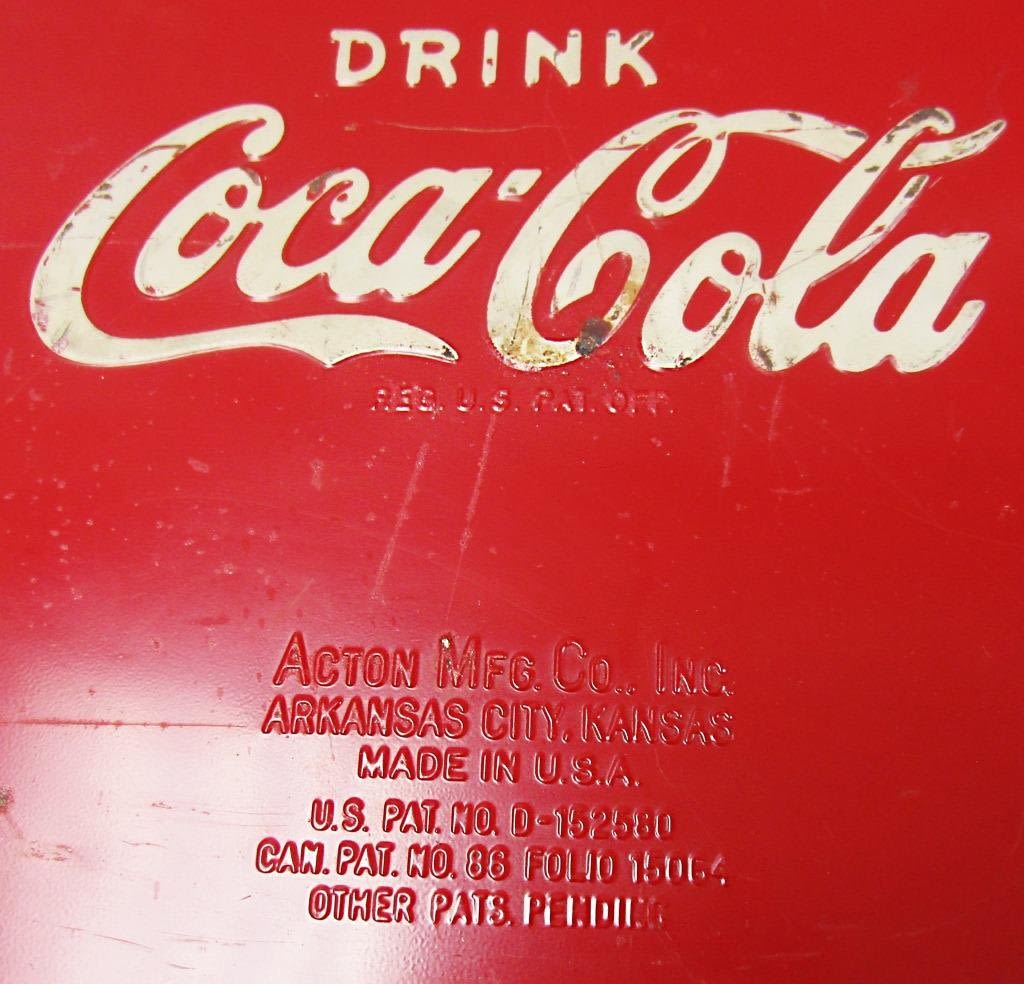 DRINK
Coca-Cola
REG. U.S. PAT. OFF.
ACTON MFG. CO., INC.
ARKANSAS CITY, KANSAS
MADE IN U.S.A.
U.S. PAT. NO. D-152580
CAN. PAT. NO. 86 FOLIO 15064
OTHER PATS. PENDING